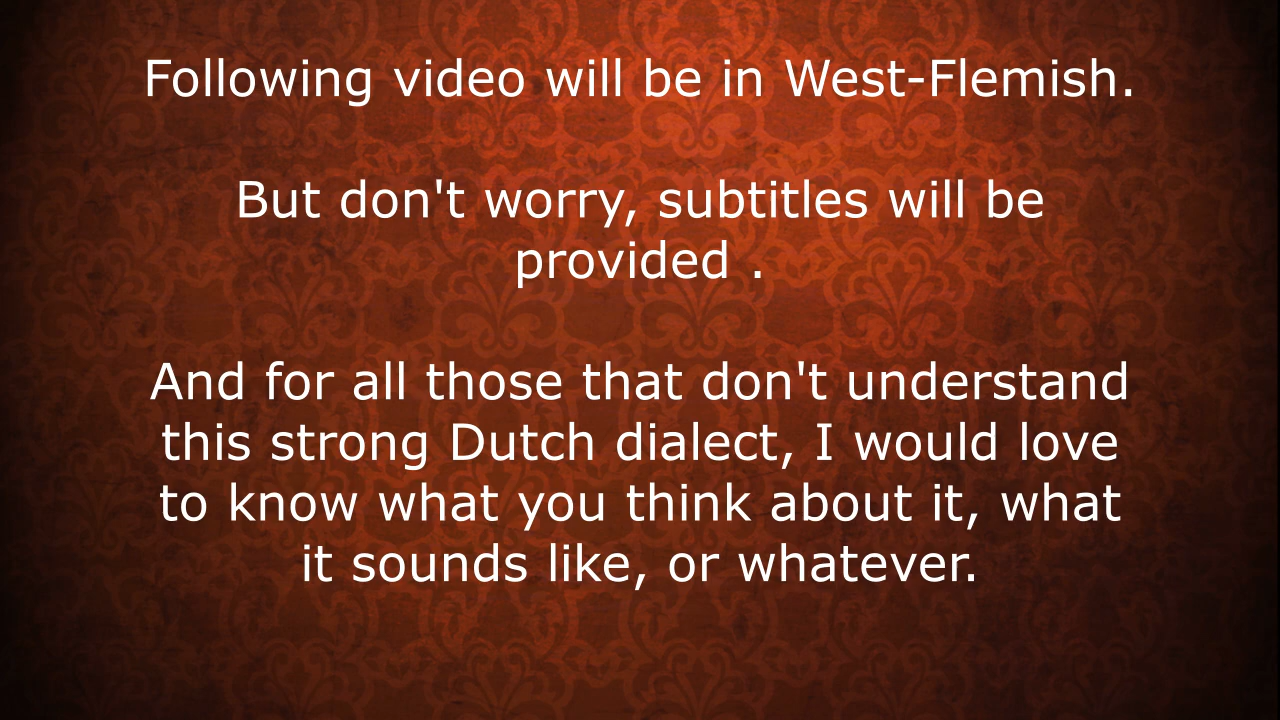 Following video will be in West-Flemish.
But don't worry, subtitles will be
provided .
And for all those that don't understand
this strong Dutch dialect, I would love
to know what you think about it, what
it sounds like, or whatever.